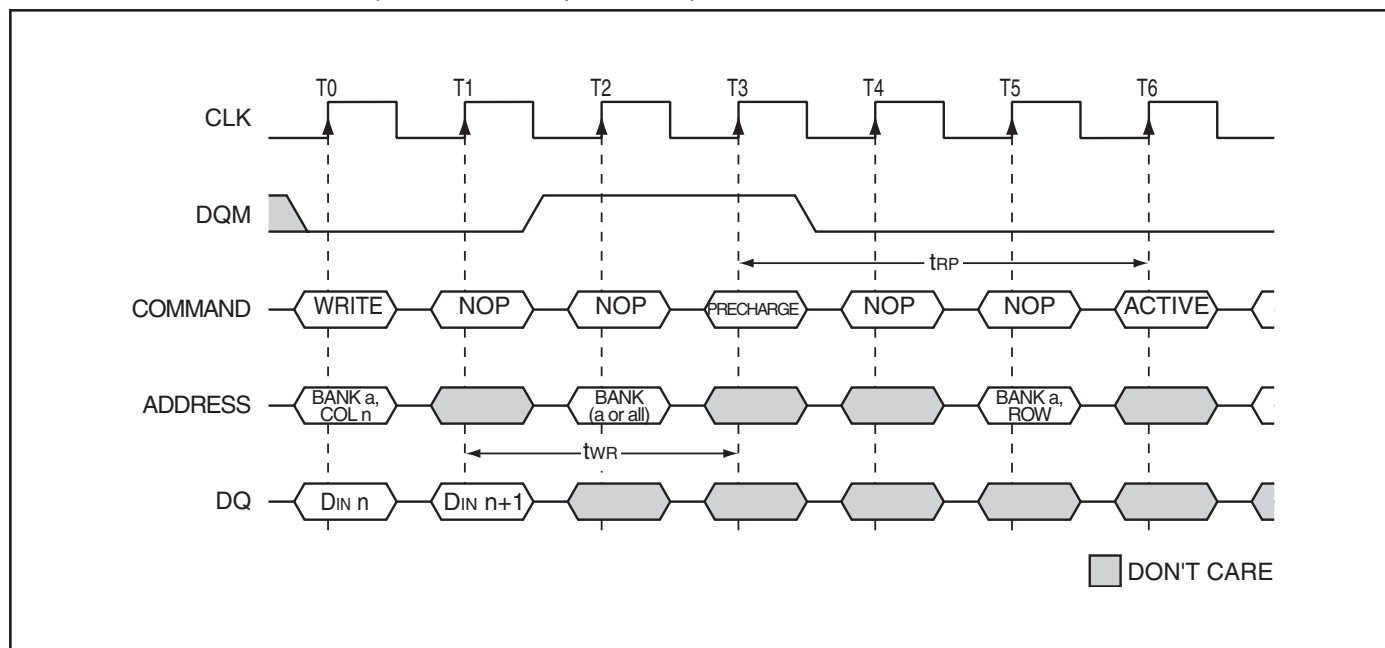 T0 T1 T2 T3 T4 T5 T6
CLK
DQM
tRP
COMMAND WRITE NOP NOP PRECHARGE NOP NOP ACTIVE
ADDRESS BANK a, COL n BANK (a or all) BANK a, ROW
tWR
DQ DIN n DIN n+1
DON'T CARE